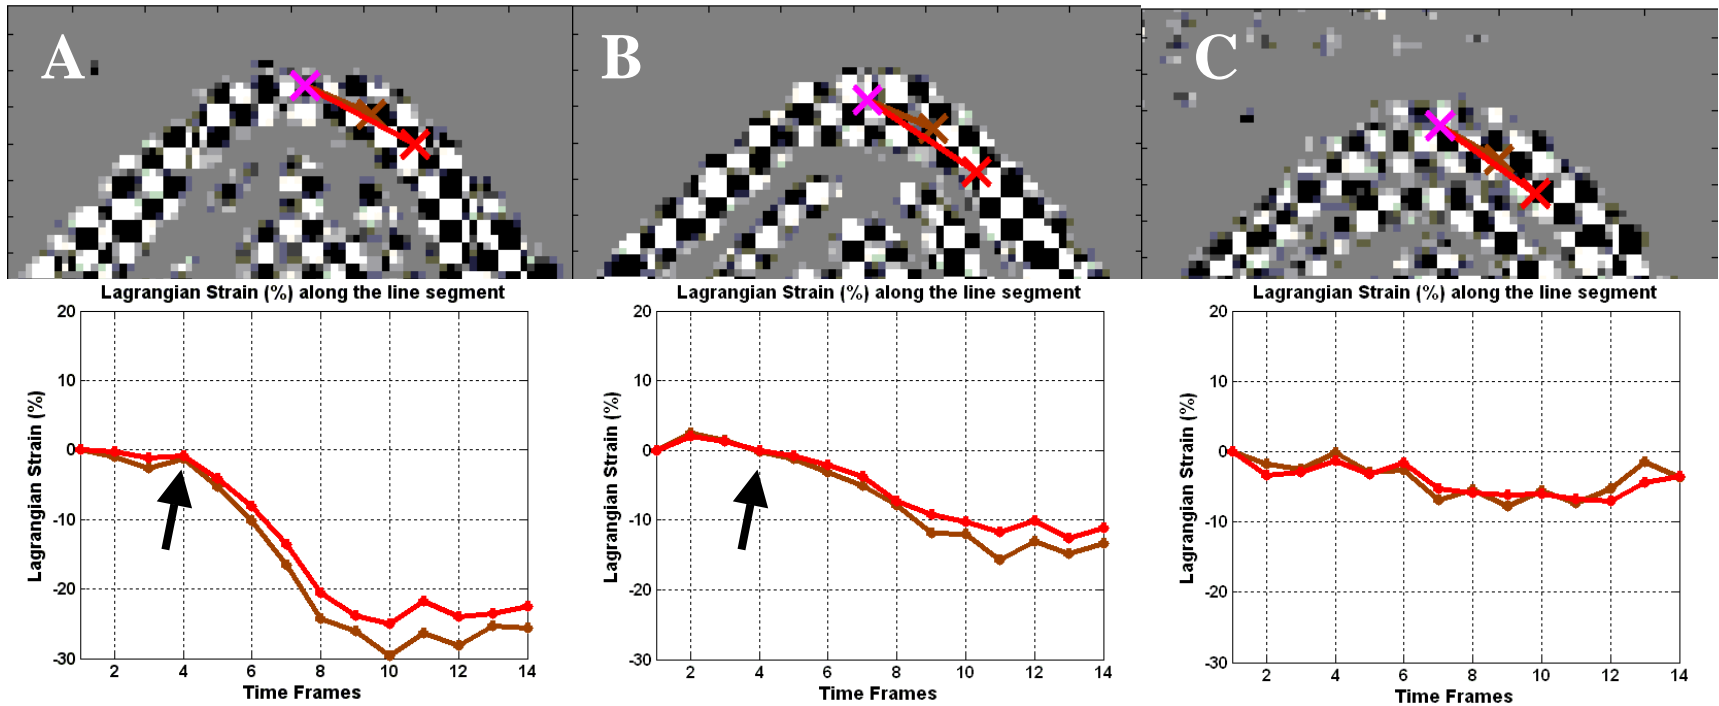 A B C
Lagrangian Strain (%) along the line segment
20
10
0
-10
-20
-30
Lagrangian Strain (%)
2 4 6 8 10 12 14
Time Frames
Lagrangian Strain (%) along the line segment
20
10
0
-10
-20
-30
Lagrangian Strain (%)
2 4 6 8 10 12 14
Time Frames
Lagrangian Strain (%) along the line segment
20
10
0
-10
-20
-30
Lagrangian Strain (%)
2 4 6 8 10 12 14
Time Frames